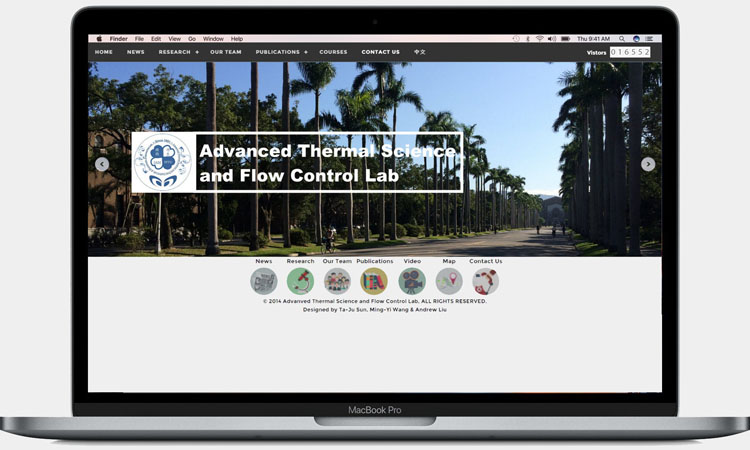 Finder File Edit View Go Window Help Thu 9:41 AM
HOME NEWS RESEARCH + OUR TEAM PUBLICATIONS + COURSES CONTACT US 中文 Vistors 016552
Advanced Thermal Science
and Flow Control Lab
News Research Our Team Publications Video Map Contact Us
© 2014 Advanved Thermal Science and Flow Control Lab, ALL RIGHTS RESERVED.
Designed by Ta-Ju Sun, Ming-Yi Wang & Andrew Liu
MacBook Pro